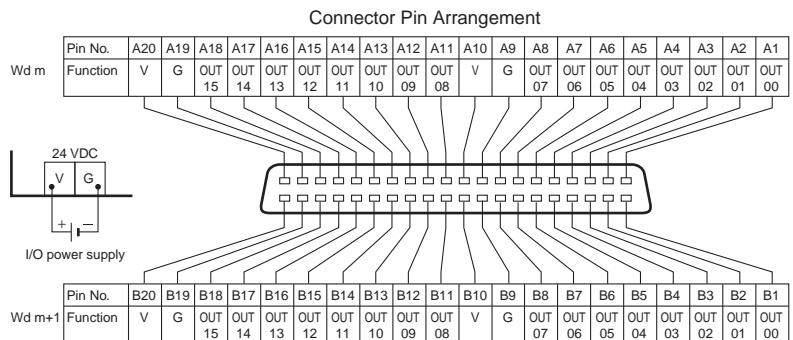 Connector Pin Arrangement
Pin No. A20 A19 A18 A17 A16 A15 A14 A13 A12 A11 A10 A9 A8 A7 A6 A5 A4 A3 A2 A1
Wd m Function V G OUT OUT OUT OUT OUT OUT OUT OUT V G OUT OUT OUT OUT OUT OUT OUT OUT
15 14 13 12 11 10 09 08 07 06 05 04 03 02 01 00
24 VDC
V G
+ −
I/O power supply
Pin No. B20 B19 B18 B17 B16 B15 B14 B13 B12 B11 B10 B9 B8 B7 B6 B5 B4 B3 B2 B1
Wd m+1 Function V G OUT OUT OUT OUT OUT OUT OUT OUT V G OUT OUT OUT OUT OUT OUT OUT OUT
15 14 13 12 11 10 09 08 07 06 05 04 03 02 01 00